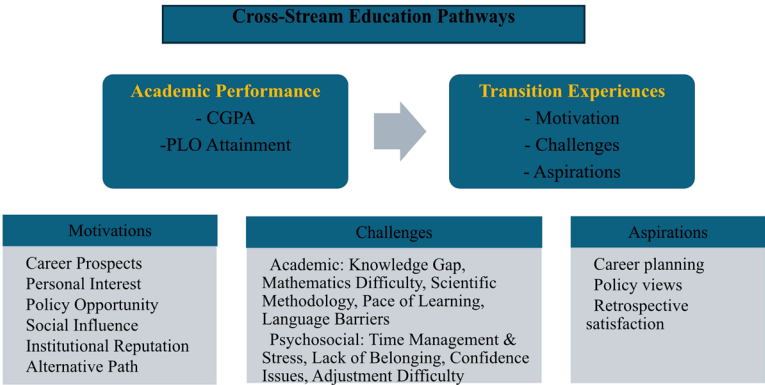 Cross-Stream Education Pathways
Academic Performance
- CGPA
-PLO Attainment
Transition Experiences
- Motivation
- Challenges
- Aspirations
Motivations
Career Prospects
Personal Interest
Policy Opportunity
Social Influence
Institutional Reputation
Alternative Path
Challenges
Academic: Knowledge Gap,
Mathematics Difficulty, Scientific
Methodology, Pace of Learning,
Language Barriers
Psychosocial: Time Management &
Stress, Lack of Belonging, Confidence
Issues, Adjustment Difficulty
Aspirations
Career planning
Policy views
Retrospective
satisfaction